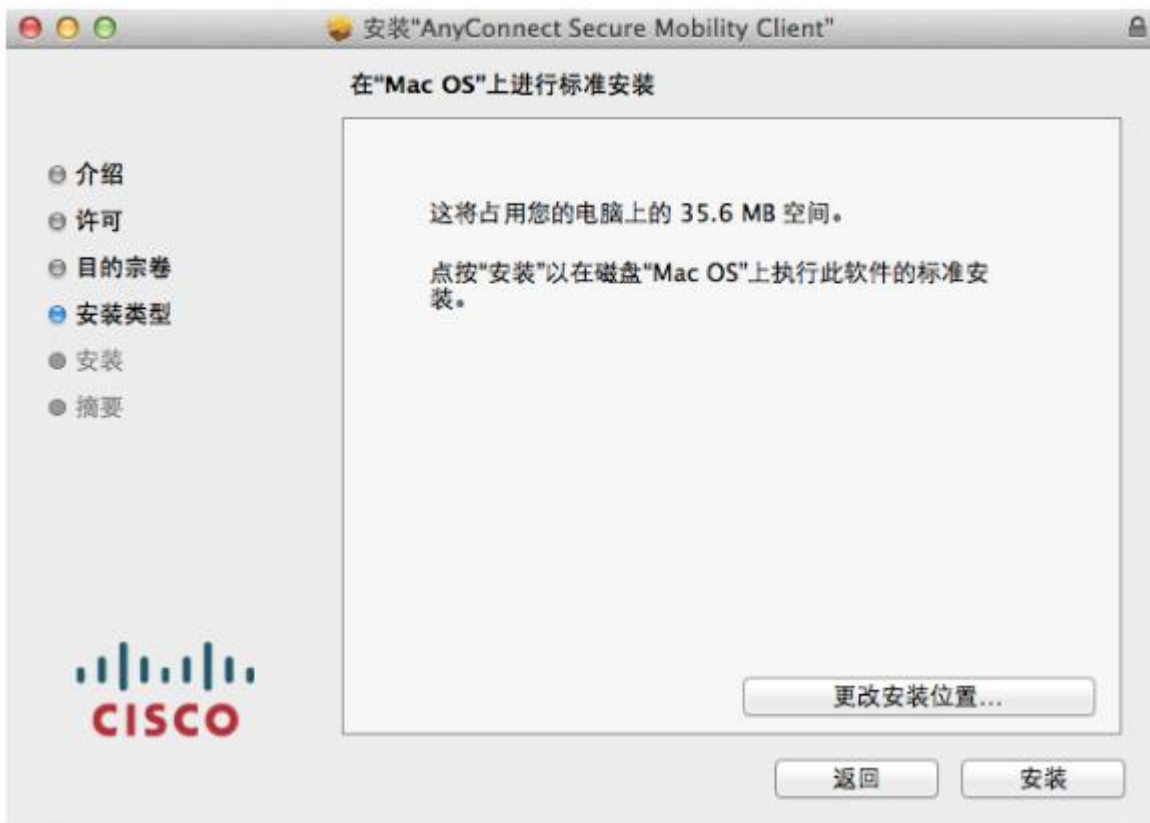 安装“AnyConnect Secure Mobility Client”
在“Mac OS”上进行标准安装
介绍
许可
目的宗卷
安装类型
安装
摘要
这将占用您的电脑上的 35.6 MB 空间。
点按“安装”以在磁盘“Mac OS”上执行此软件的标准安
装。
CISCO
更改安装位置...
返回
安装